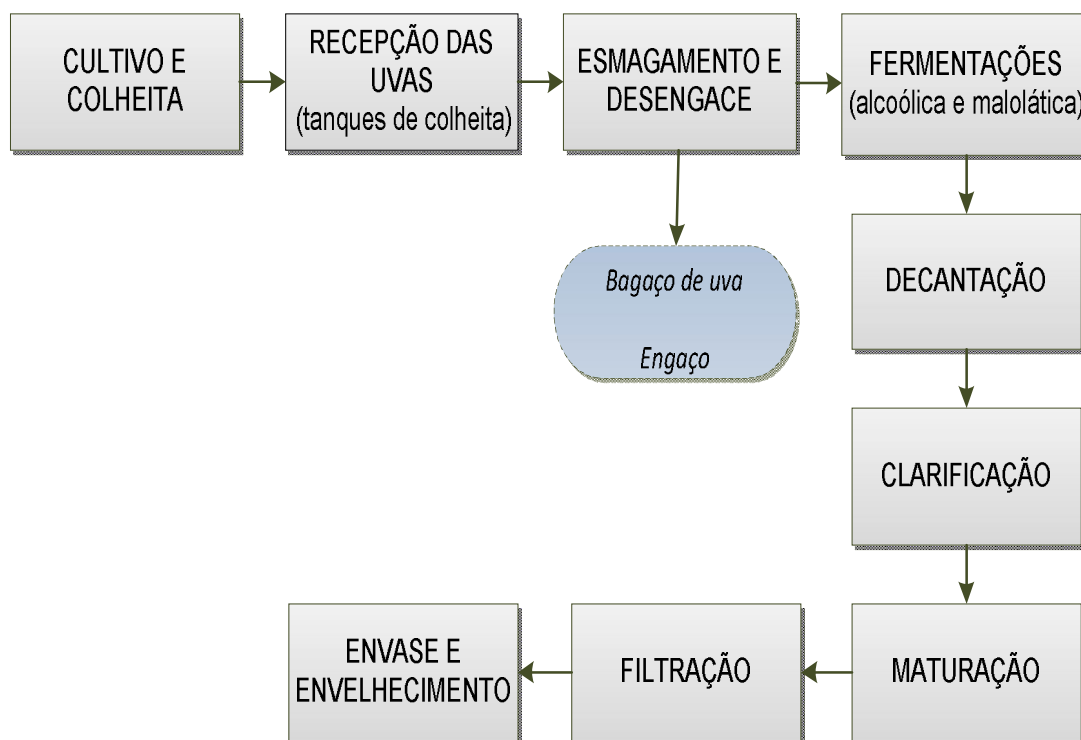 CULTIVO E
COLHEITA
RECEPÇÃO DAS
UVAS
(tanques de colheita)
ESMAGAMENTO E
DESENGACE
FERMENTAÇÕES
(alcoólica e malolática)
Bagaço de uva
Engaço
DECANTAÇÃO
CLARIFICAÇÃO
MATURAÇÃO
FILTRAÇÃO
ENVASE E
ENVELHECIMENTO